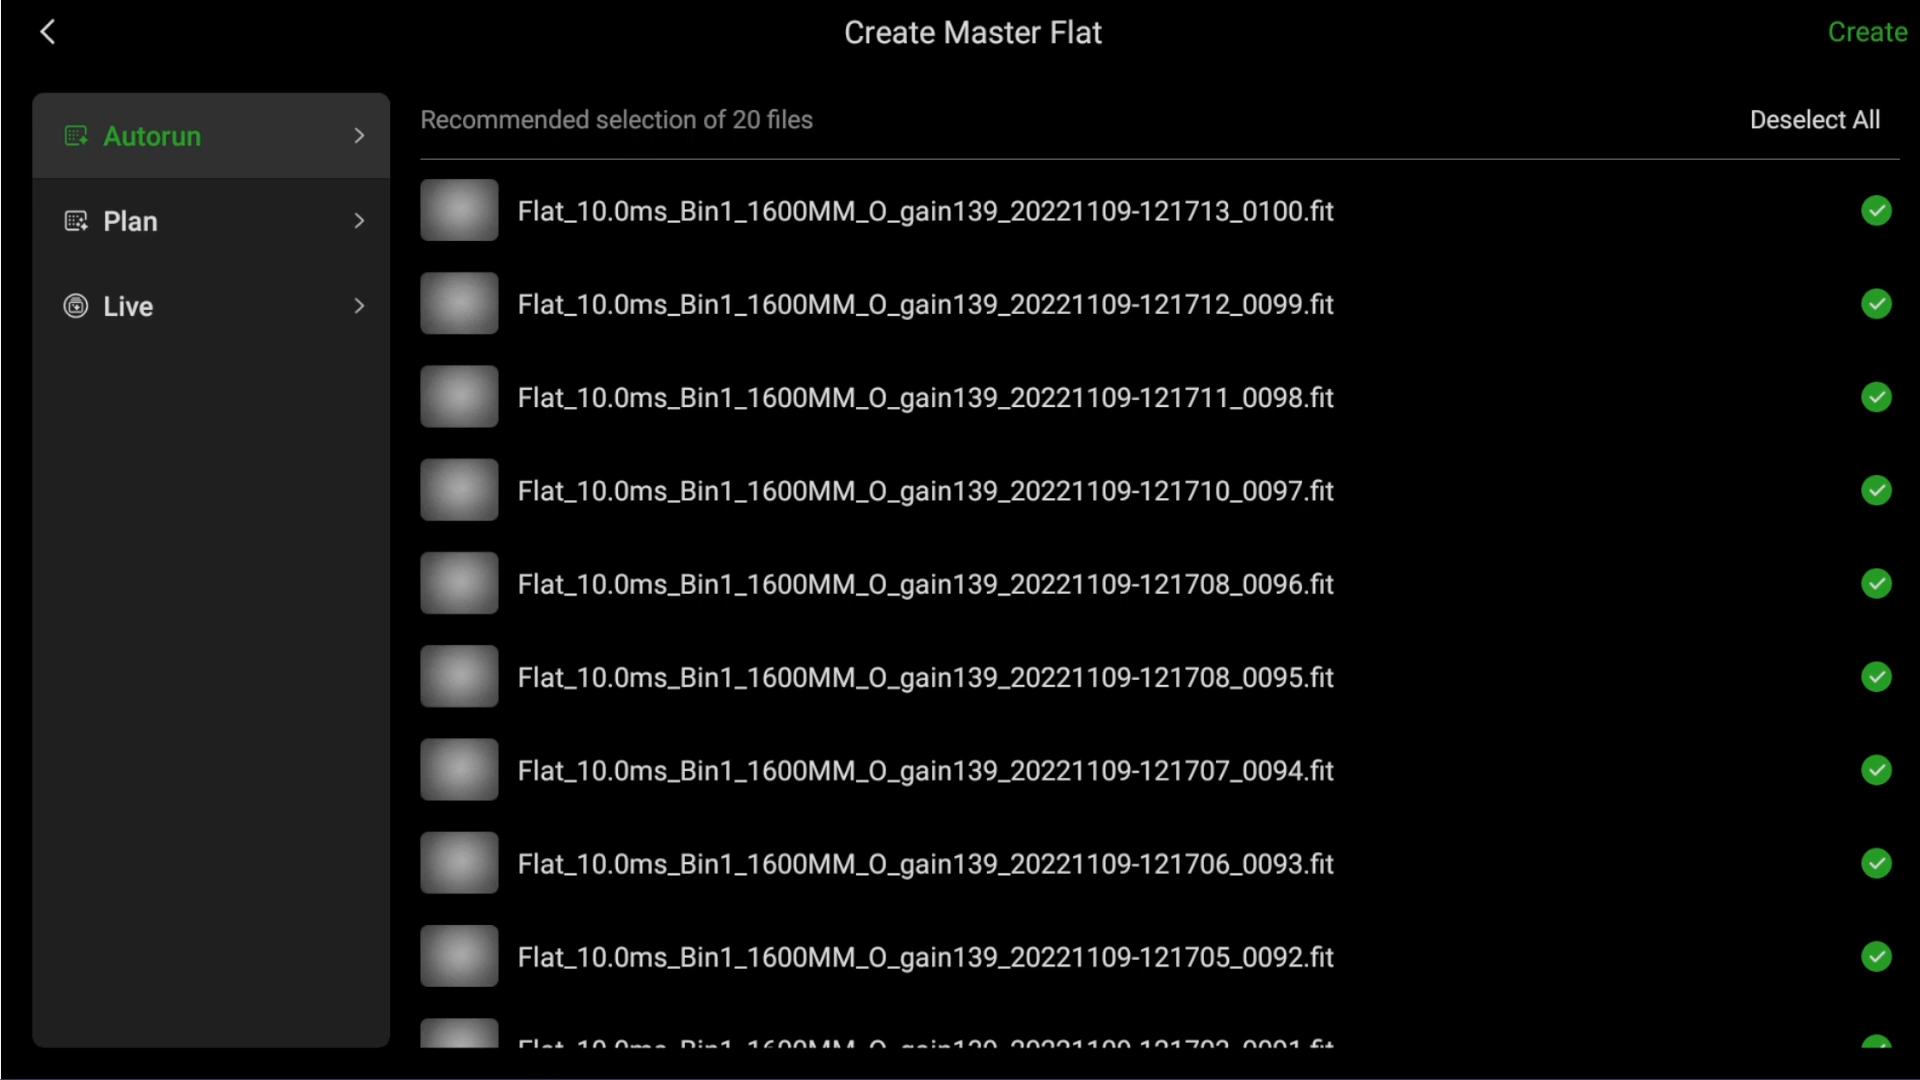 Create Master Flat
Create
Autorun
Plan
Live
Recommended selection of 20 files
Deselect All
Flat_10.0ms_Bin1_1600MM_O_gain139_20221109-121713_0100.fit
Flat_10.0ms_Bin1_1600MM_O_gain139_20221109-121712_0099.fit
Flat_10.0ms_Bin1_1600MM_O_gain139_20221109-121711_0098.fit
Flat_10.0ms_Bin1_1600MM_O_gain139_20221109-121710_0097.fit
Flat_10.0ms_Bin1_1600MM_O_gain139_20221109-121708_0096.fit
Flat_10.0ms_Bin1_1600MM_O_gain139_20221109-121708_0095.fit
Flat_10.0ms_Bin1_1600MM_O_gain139_20221109-121707_0094.fit
Flat_10.0ms_Bin1_1600MM_O_gain139_20221109-121706_0093.fit
Flat_10.0ms_Bin1_1600MM_O_gain139_20221109-121705_0092.fit